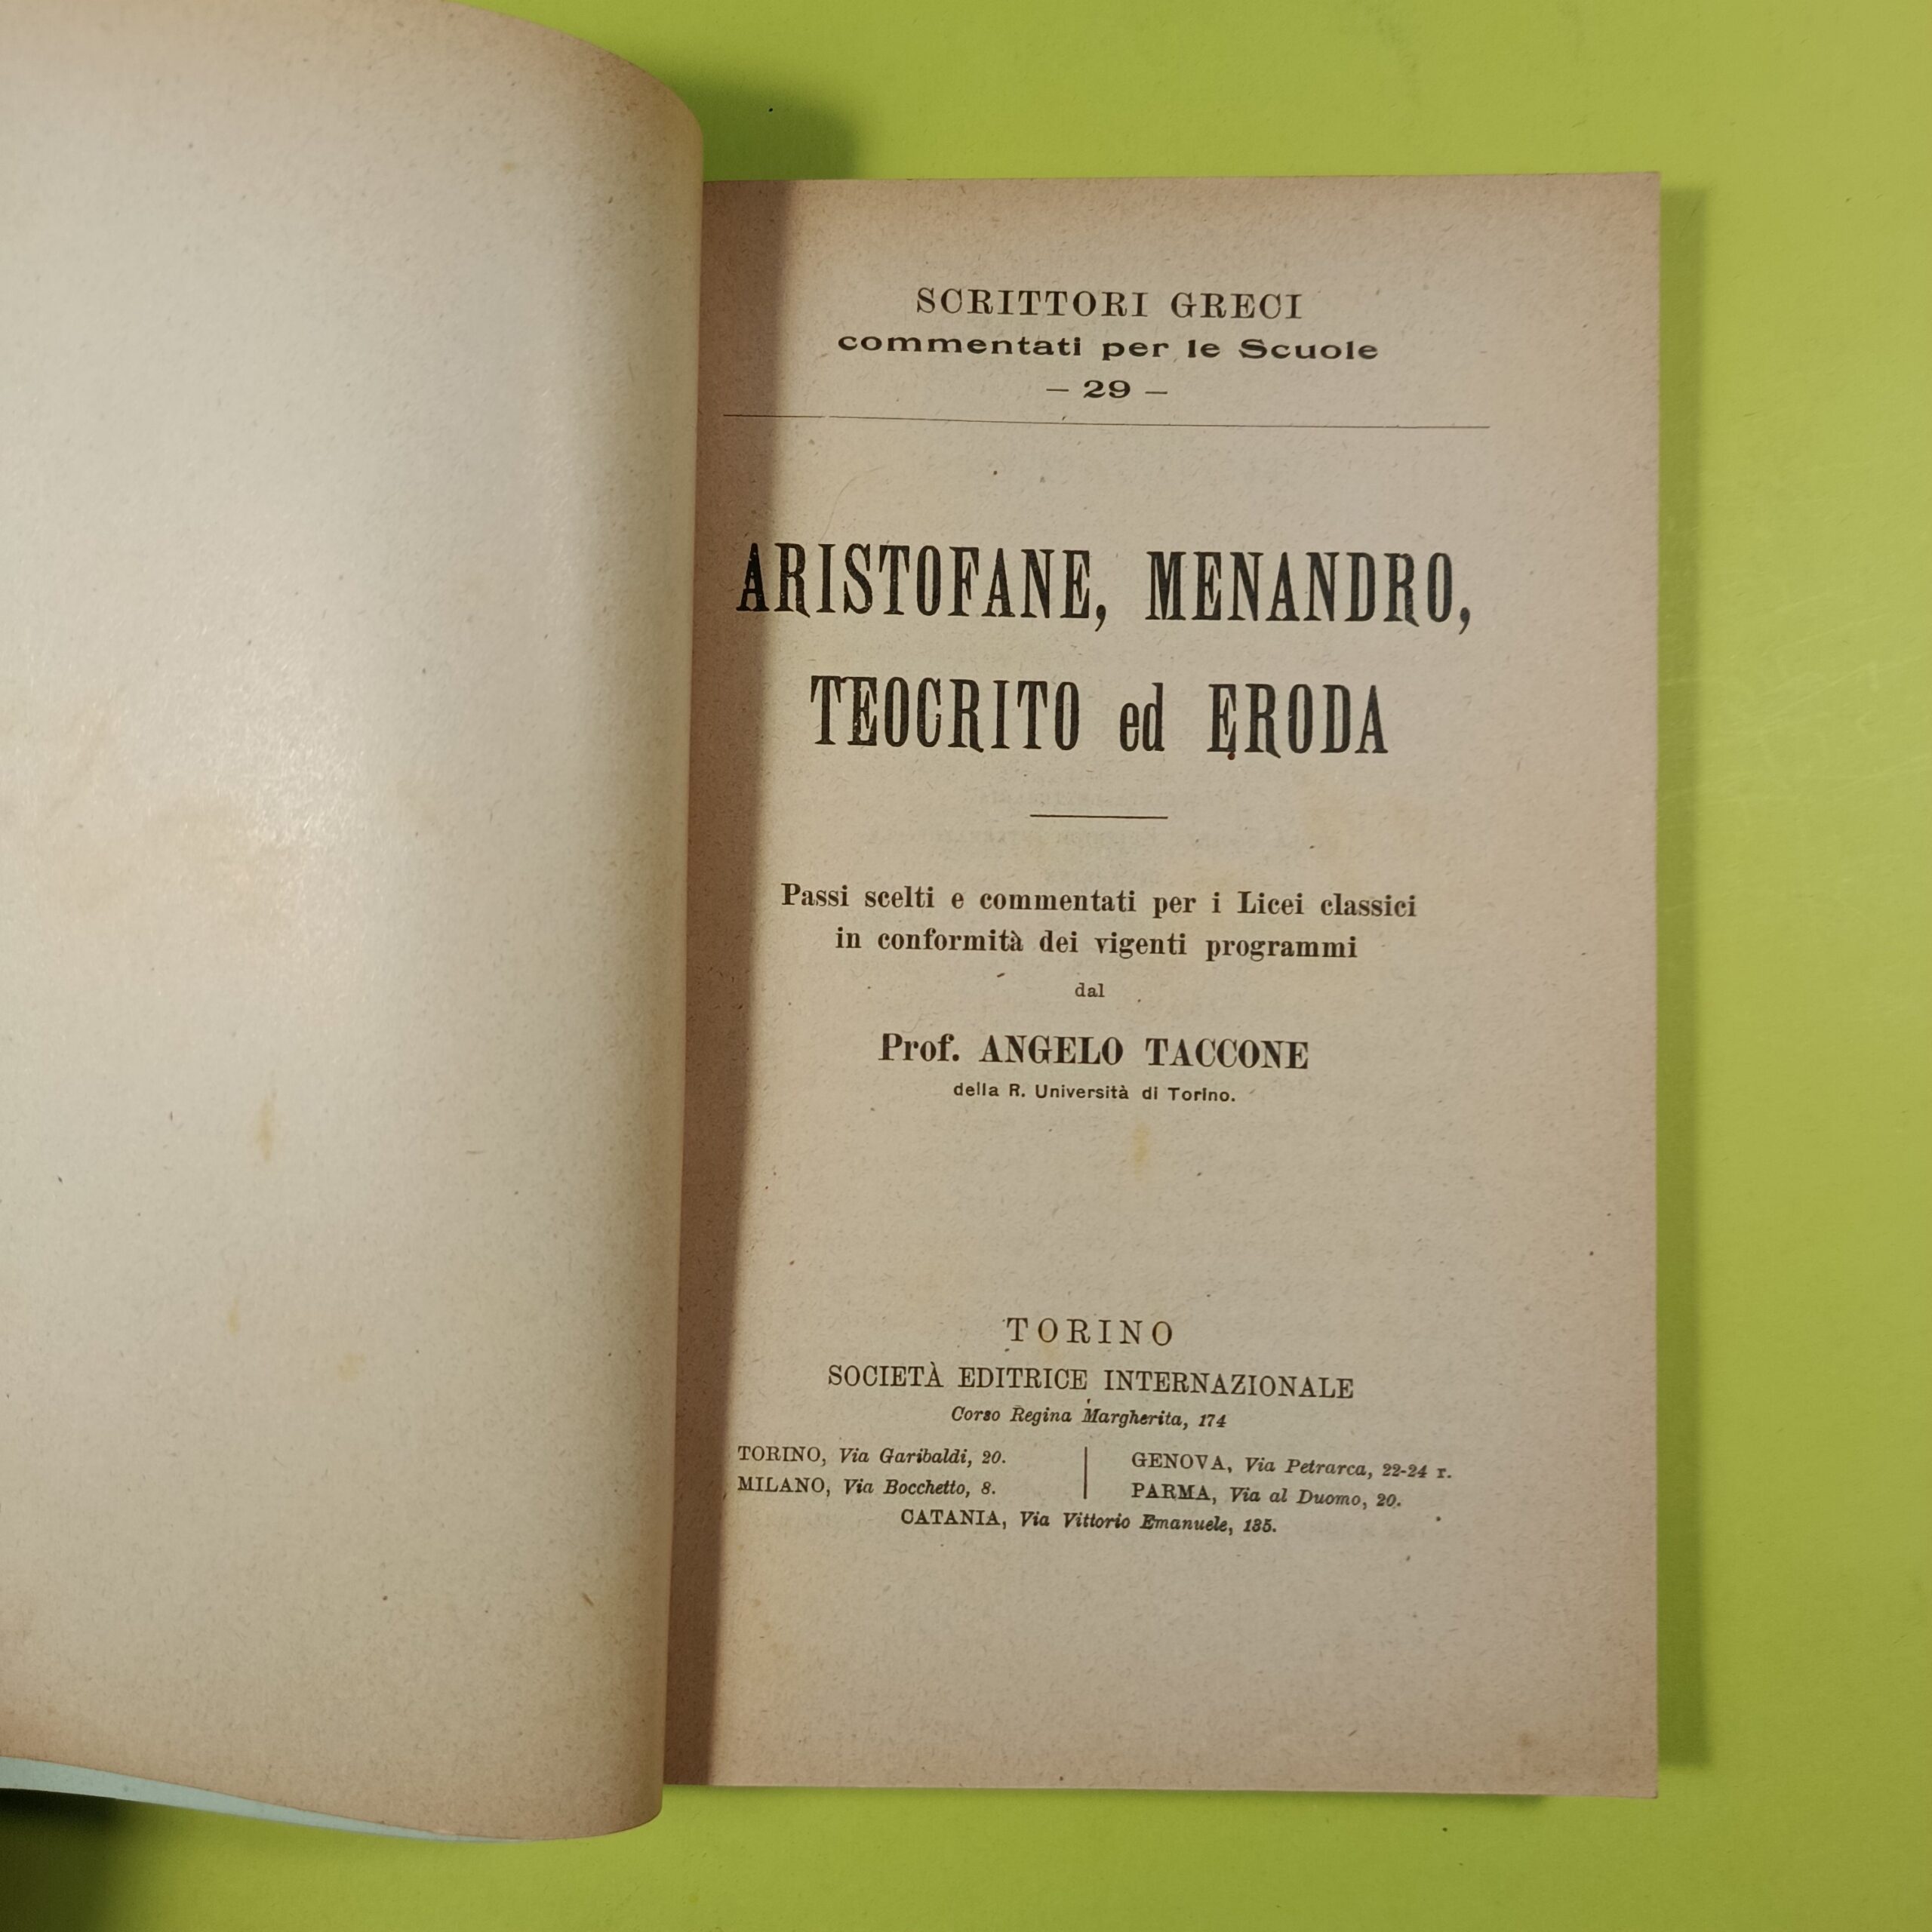 SCRITTORI GRECI
commentati per le Scuole
– 29 –
ARISTOFANE, MENANDRO,
TEOCRITO ed ERODA
Passi scelti e commentati per i Licei classici
in conformità dei vigenti programmi
dal
Prof. ANGELO TACCONE
della R. Università di Torino.
TORINO
SOCIETÀ EDITRICE INTERNAZIONALE
Corso Regina Margherita, 174
TORINO, Via Garibaldi, 20.
MILANO, Via Bocchetto, 8.
GENOVA, Via Petrarca, 22-24 r.
PARMA, Via al Duomo, 20.
CATANIA, Via Vittorio Emanuele, 135.